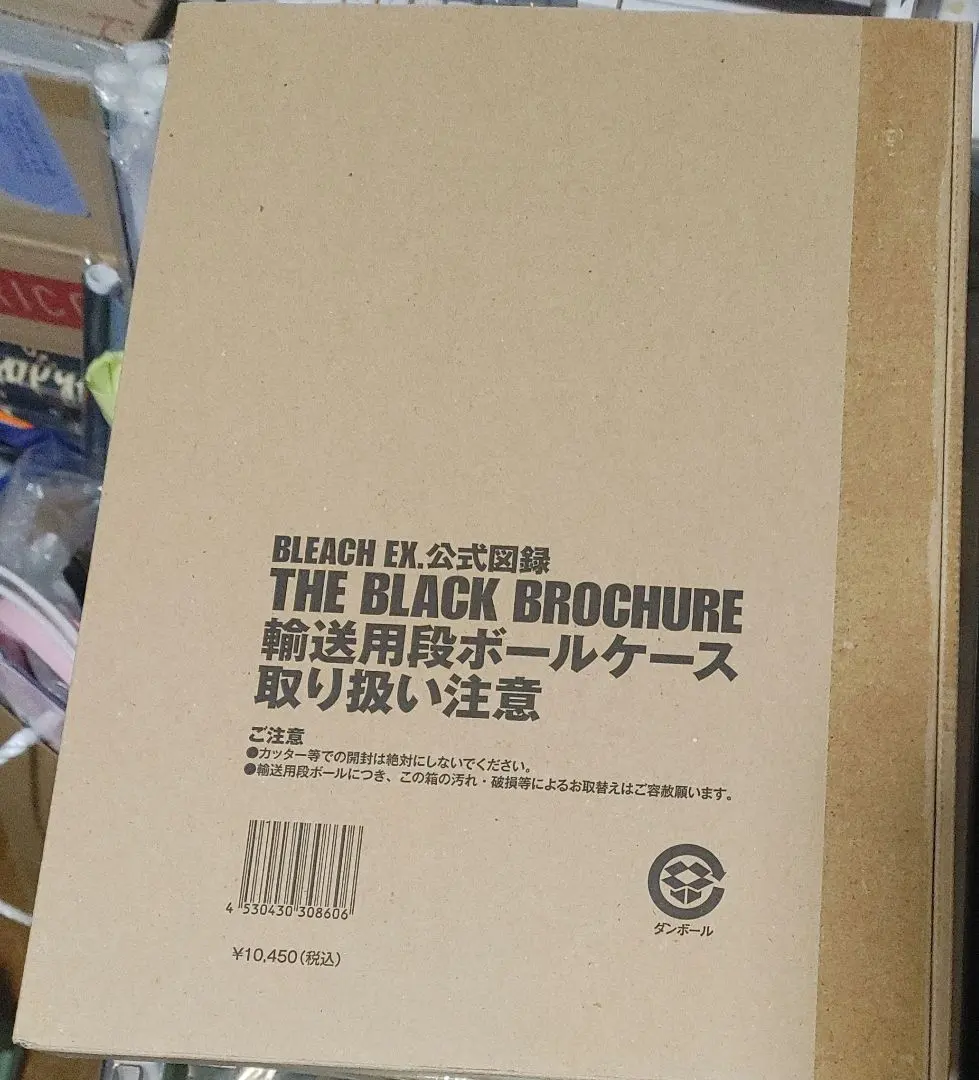 BLEACH EX.公式図録
THE BLACK BROCHURE
輸送用段ボールケース
取り扱い注意
ご注意
●カッター等での開封は絶対にしないでください。
●輸送用段ボールにつき、この箱の汚れ・破損等によるお取替えはご容赦願います。
4 530430 308606
ダンボール
¥10,450(税込)